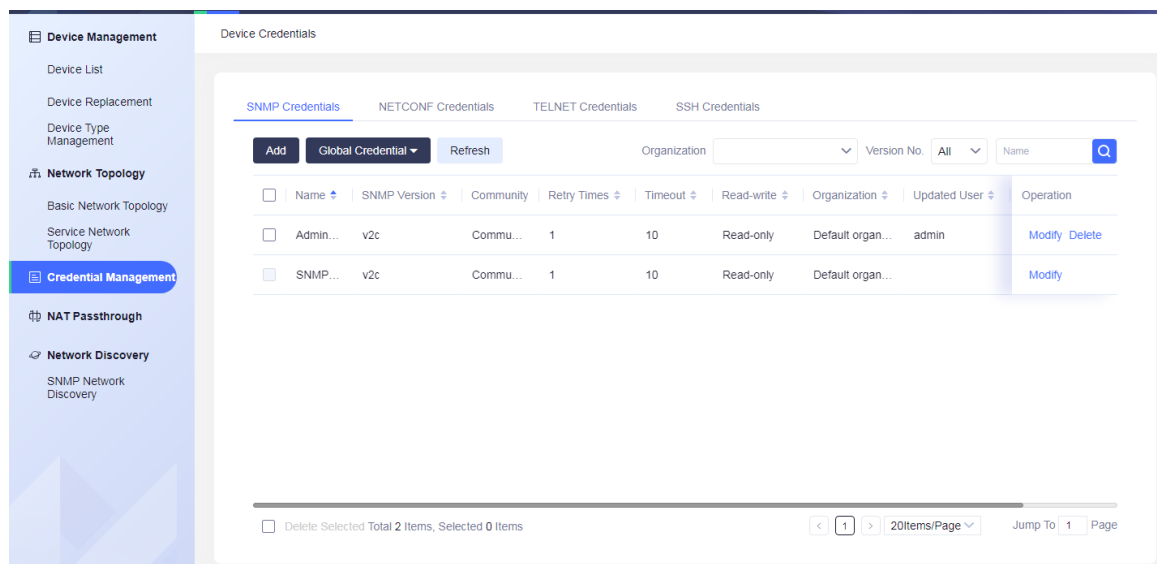 Device Management
Device List
Device Replacement
Device Type
Management
Network Topology
Basic Network Topology
Service Network
Topology
Credential Management
NAT Passthrough
Network Discovery
SNMP Network
Discovery
Device Credentials
SNMP Credentials NETCONF Credentials TELNET Credentials SSH Credentials
Add Global Credential Refresh Organization Version No. All Name
Name SNMP Version Community Retry Times Timeout Read-write Organization Updated User Operation
Admin... v2c Commu... 1 10 Read-only Default organ... admin Modify Delete
SNMP... v2c Commu... 1 10 Read-only Default organ... Modify
Delete Selected Total 2 Items, Selected 0 Items < 1 > 20Items/Page Jump To 1 Page